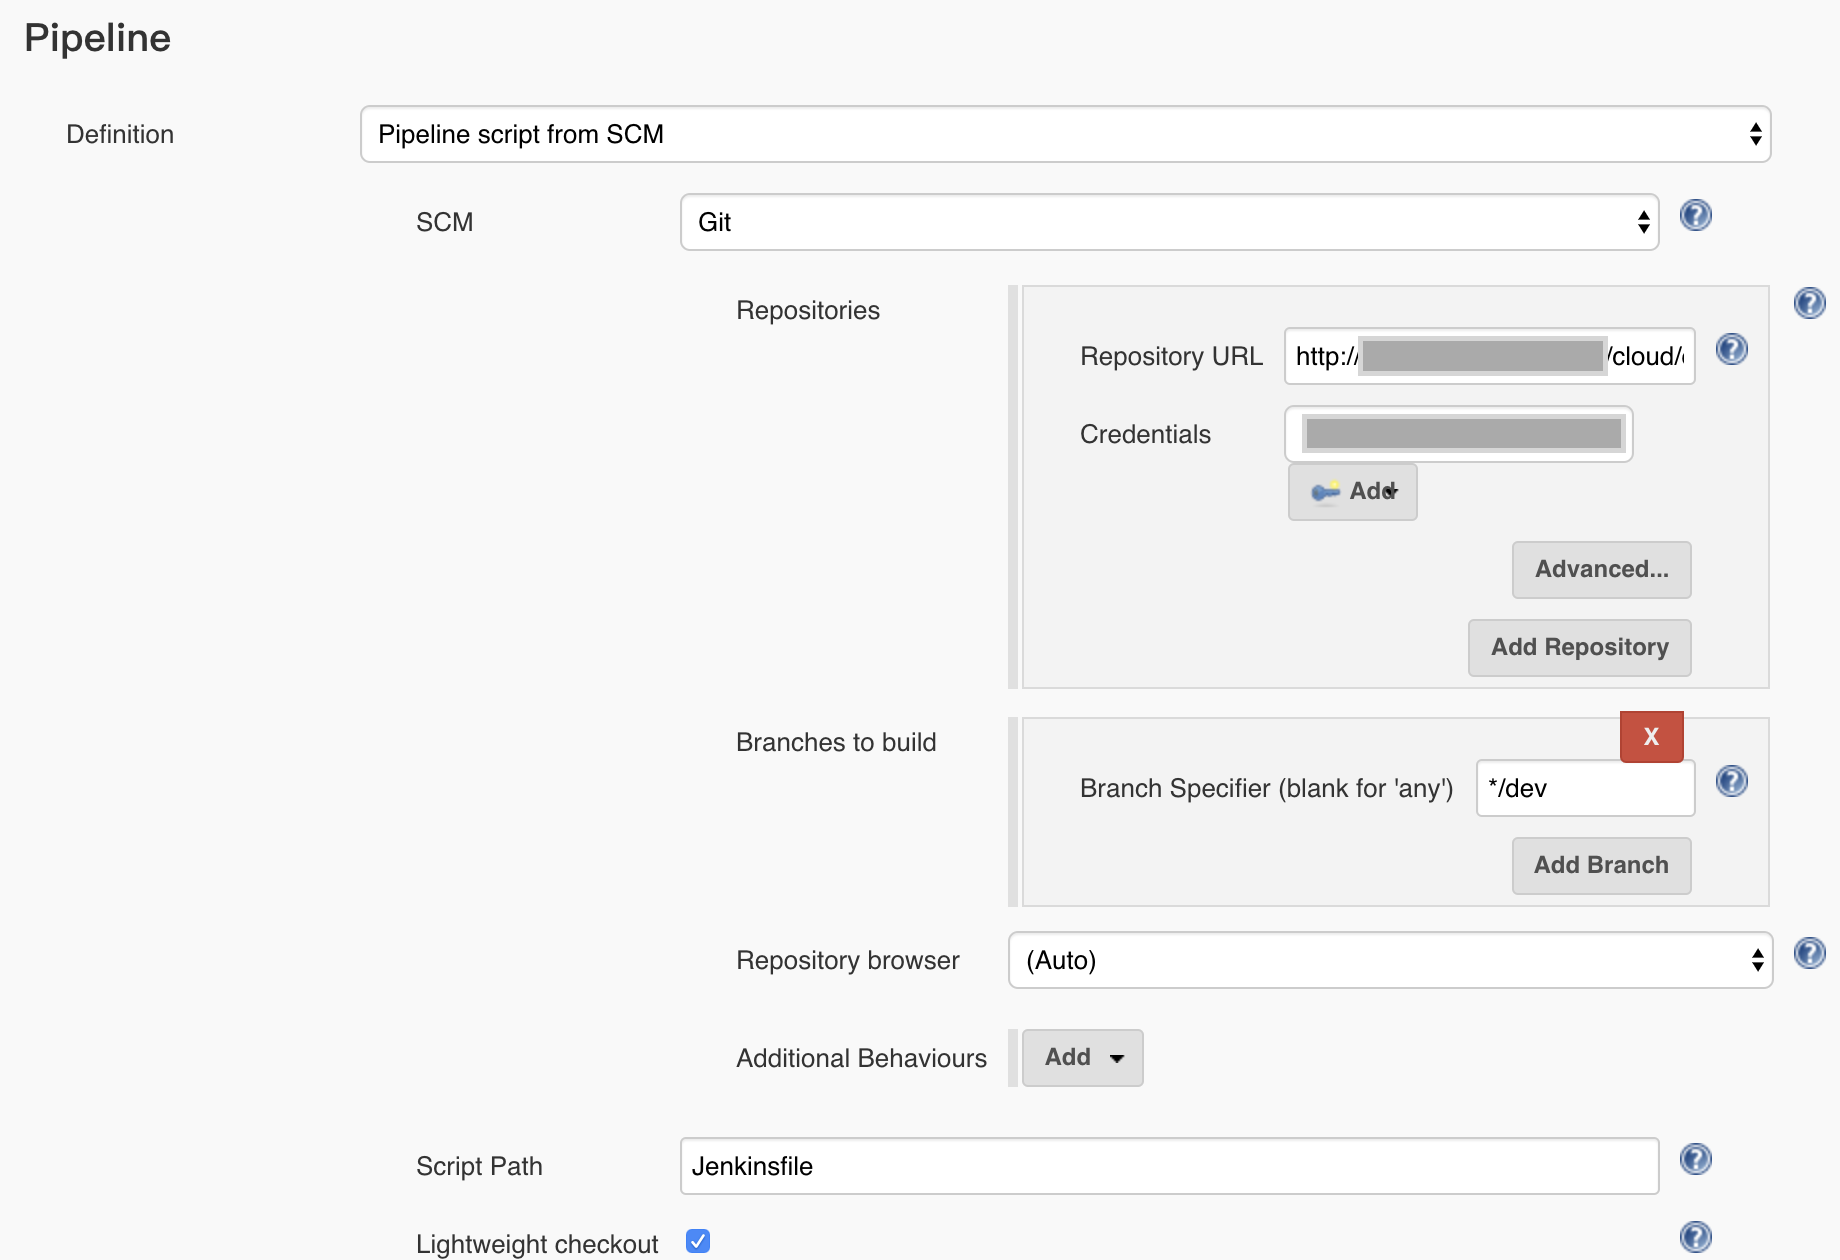 Pipeline
Definition
Pipeline script from SCM
SCM
Git
Repositories
Repository URL
http://
/cloud/
Credentials
Add
Advanced...
Add Repository
Branches to build
X
Branch Specifier (blank for 'any')
*/dev
Add Branch
Repository browser
(Auto)
Additional Behaviours
Add
Script Path
Jenkinsfile
Lightweight checkout